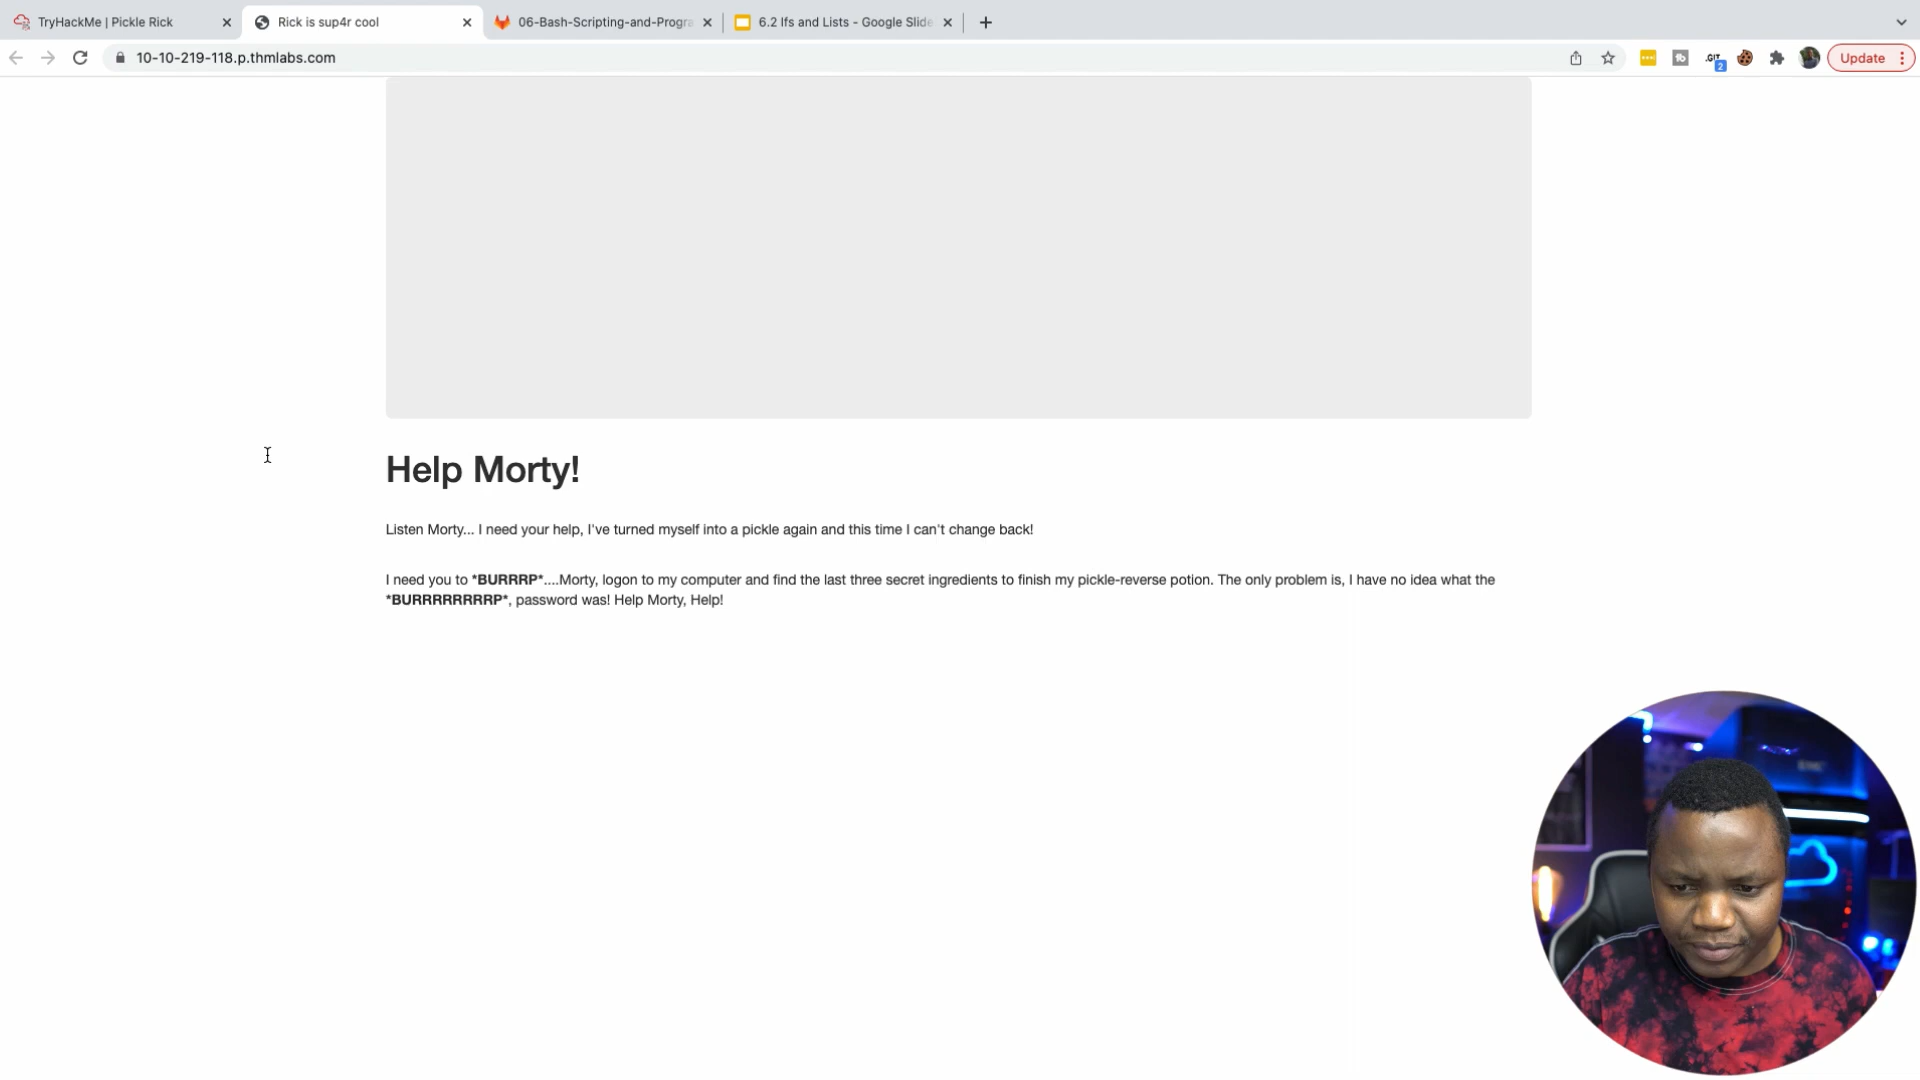 TryHackMe | Pickle Rick
Rick is sup4r cool
06-Bash-Scripting-and-Progra
6.2 Ifs and Lists - Google Slide
10-10-219-118.p.thmlabs.com
.GIT
2
Update
Help Morty!
Listen Morty... I need your help, I've turned myself into a pickle again and this time I can't change back!
I need you to *BURRRP*....Morty, logon to my computer and find the last three secret ingredients to finish my pickle-reverse potion. The only problem is, I have no idea what the
*BURRRRRRRRP*, password was! Help Morty, Help!